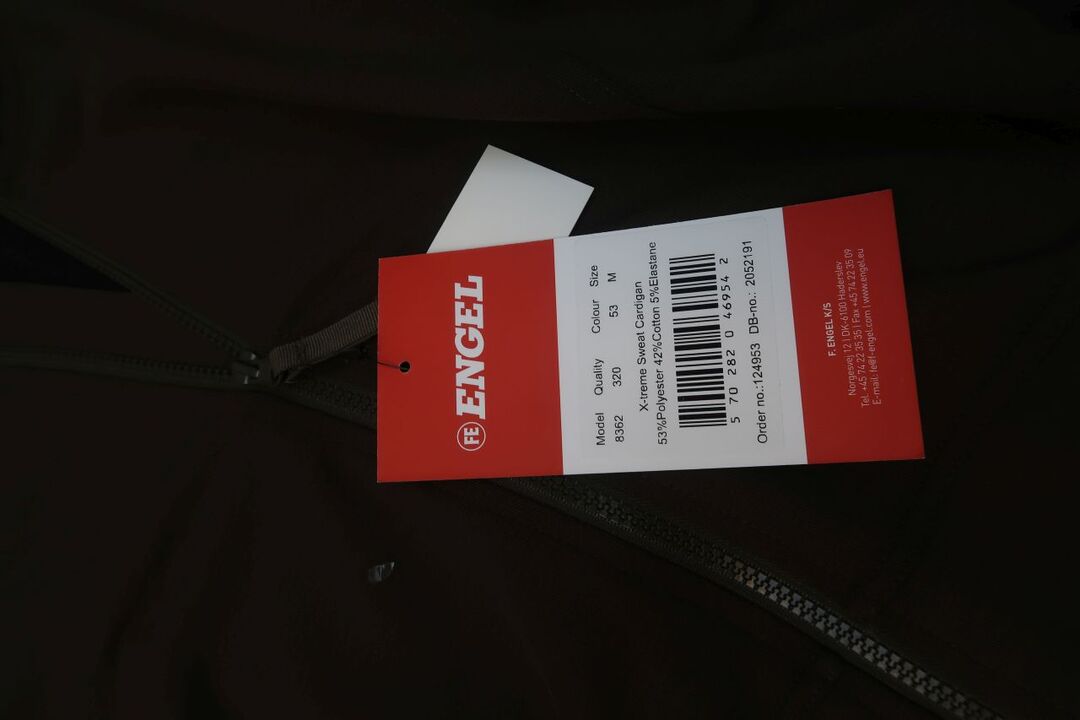 FE ENGEL
Model Quality Colour Size
8362 320 53 M
X-treme Sweat Cardigan
53%Polyester 42%Cotton 5%Elastane
5 70 282 0 46954 2
Order no.:124953 DB-no.: 2052191
F. ENGEL K/S
Norgesvej 12 | DK-6100 Haderslev
Tel. +45 74 22 35 35 | Fax +45 74 22 35 09
E-mail: fe@f-engel.com | www.engel.eu